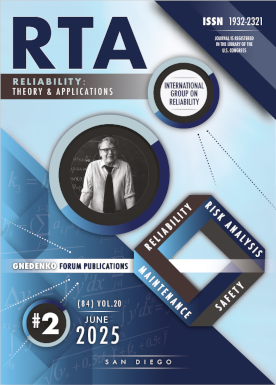 RTA
ISSN 1932-2321
JOURNAL IS REGISTERED
IN THE LIBRARY OF THE
U.S. CONGRESS
RELIABILITY:
THEORY & APPLICATIONS
INTERNATIONAL
GROUP ON
RELIABILITY
RELIABILITY
RISK ANALYSIS
GNEDENKO FORUM PUBLICATIONS
MAINTENANCE
SAFETY
#2
(84) VOL.20
JUNE
2025
SAN DIEGO